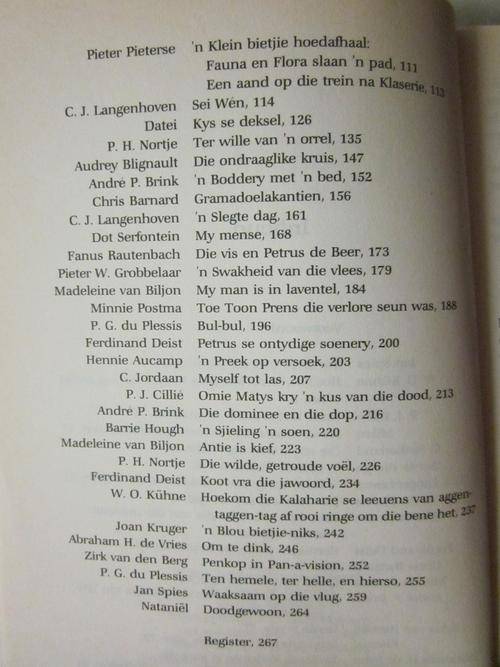 Pieter Pieterse 'n Klein bietjie hoedafhaal:
Fauna en Flora slaan 'n pad, 111
Een aand op die trein na Klaserie, 113
C. J. Langenhoven Sei Wén, 114
Datei Kys se deksel, 126
P. H. Nortje Ter wille van 'n orrel, 135
Audrey Blignault Die ondraaglike kruis, 147
André P. Brink 'n Boddery met 'n bed, 152
Chris Barnard Gramadoelakantien, 156
C. J. Langenhoven 'n Slegte dag, 161
Dot Serfontein My mense, 168
Fanus Rautenbach Die vis en Petrus de Beer, 173
Pieter W. Grobbelaar 'n Swakheid van die vlees, 179
Madeleine van Biljon My man is in laventel, 184
Minnie Postma Toe Toon Prens die verlore seun was, 188
P. G. du Plessis Bul-bul, 196
Ferdinand Deist Petrus se ontydige soenery, 200
Hennie Aucamp 'n Preek op versoek, 203
C. Jordaan Myself tot las, 207
P. J. Cillié Omie Matys kry 'n kus van die dood, 213
André P. Brink Die dominee en die dop, 216
Barrie Hough 'n Sjieling 'n soen, 220
Madeleine van Biljon Antie is kief, 223
P. H. Nortje Die wilde, getroude voël, 226
Ferdinand Deist Koot vra die jawoord, 234
W. O. Kühne Hoekom die Kalaharie se leeuens van aggen-
taggen-tag af rooi ringe om die bene het, 237
Joan Kruger 'n Blou bietjie-niks, 242
Abraham H. de Vries Om te dink, 246
Zirk van den Berg Penkop in Pan-a-vision, 252
P. G. du Plessis Ten hemele, ter helle, en hierso, 255
Jan Spies Waaksaam op die vlug, 259
Nataniël Doodgewoon, 264
Register, 267